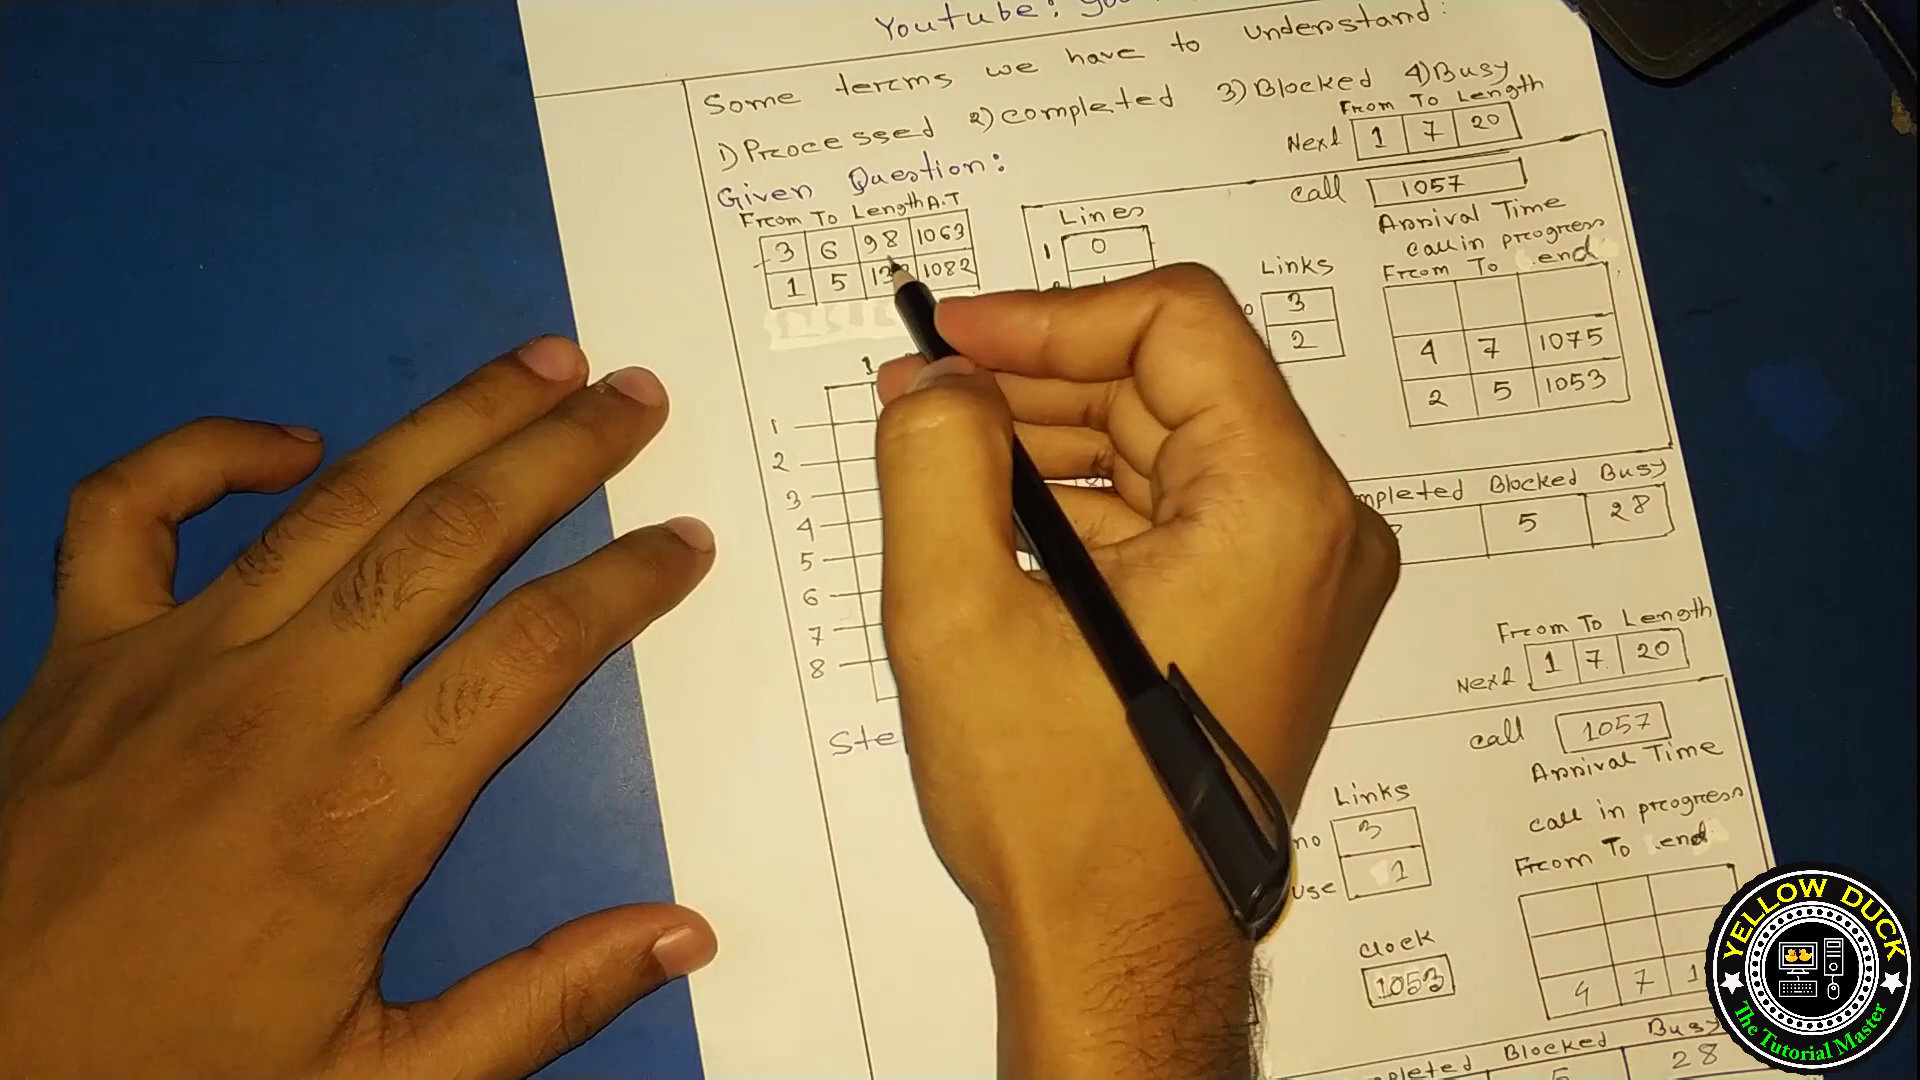 Youtube:
Some terms we have to understand:
1) Processed 2) completed 3) Blocked 4) Busy
Given Question:
From To Length A.T
3 6 98 1063
1 5 1082
From To Length
Next 1 7 20
call 1057
Arrival Time
Lines
1 0
Links
3
2
call in progress
From To end
4 7 1075
2 5 1053
1
1
2
3
4
5
6
7
8
Blocked Busy
5 28
From To Length
Next 1 7 20
call 1057
Arrival Time
Links
no 3
use 1
call in progress
From To end
4 7 1
clock
1053
Blocked Busy
28
YELLOW DUCK
The Tutorial Master